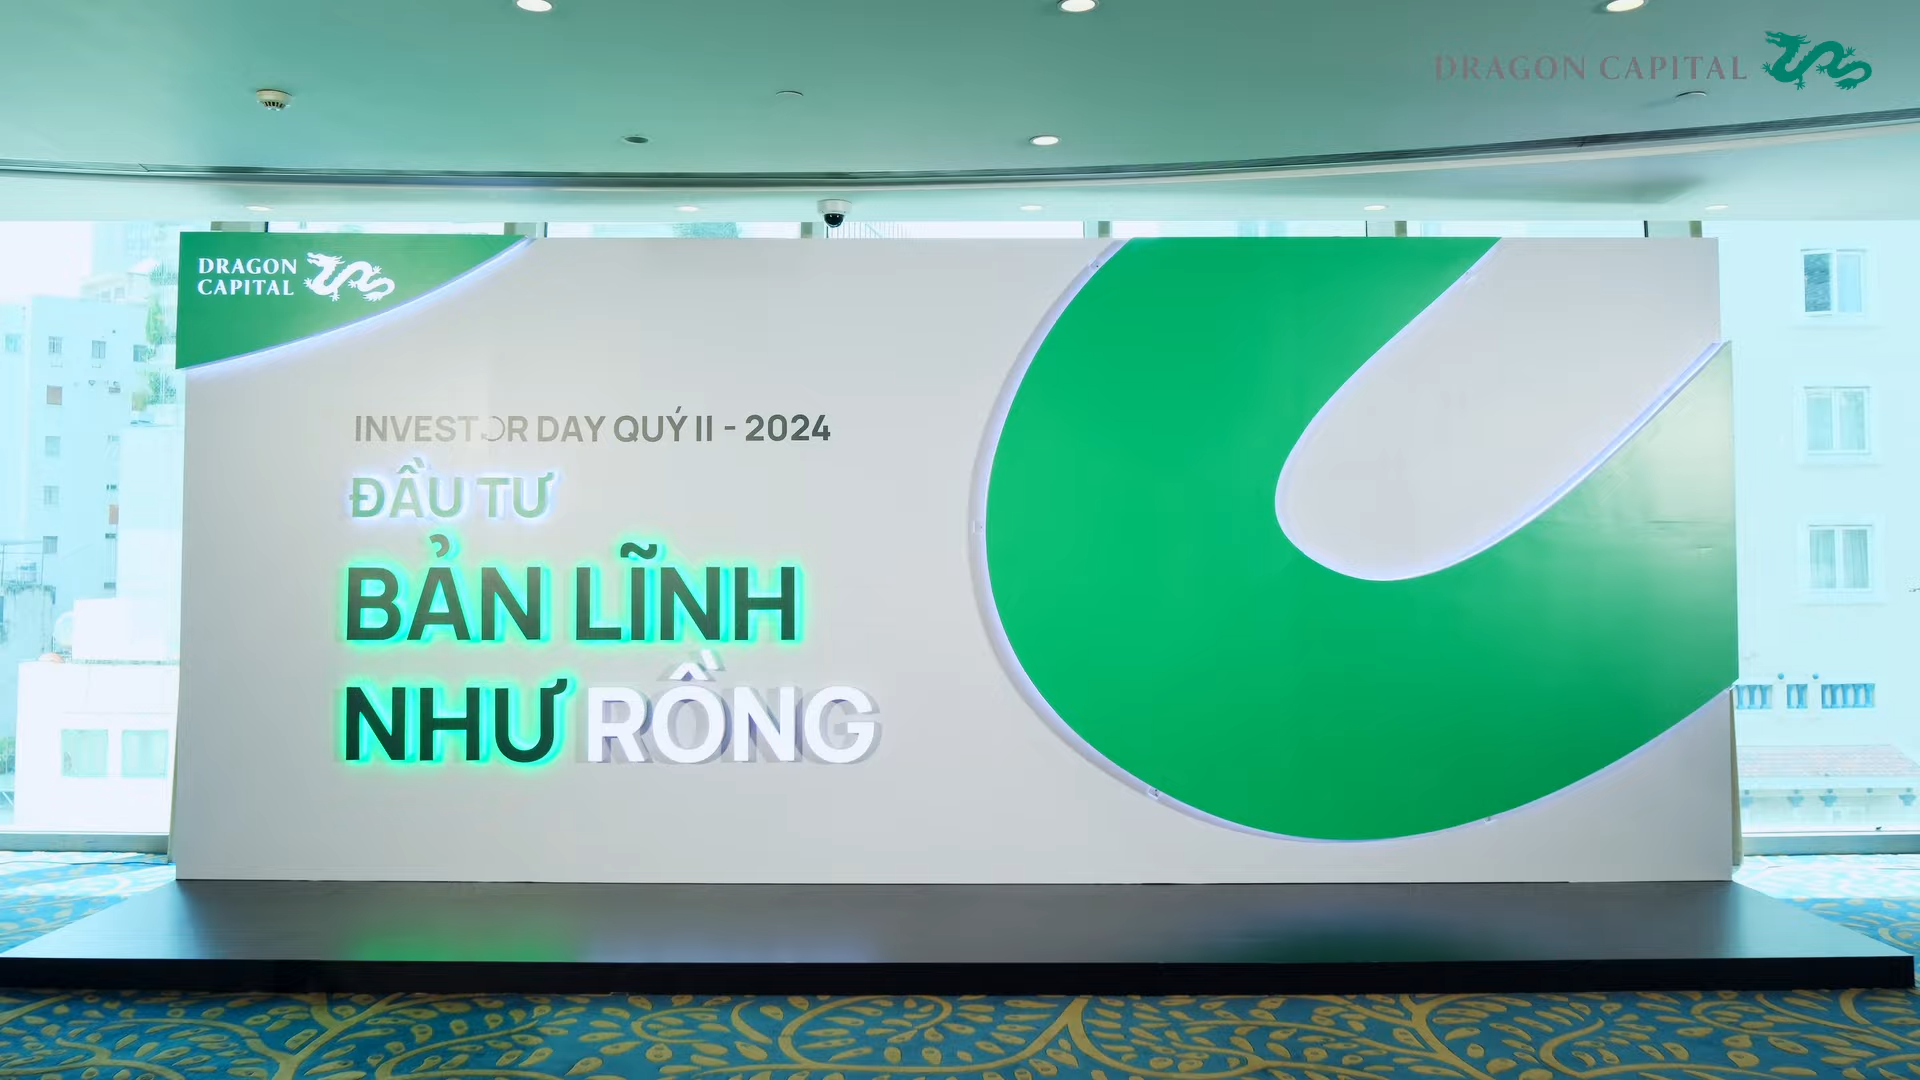 DRAGON CAPITAL
DRAGON
CAPITAL
INVESTOR DAY QUÝ II - 2024
ĐẦU TƯ
BẢN LĨNH
NHƯ RỒNG